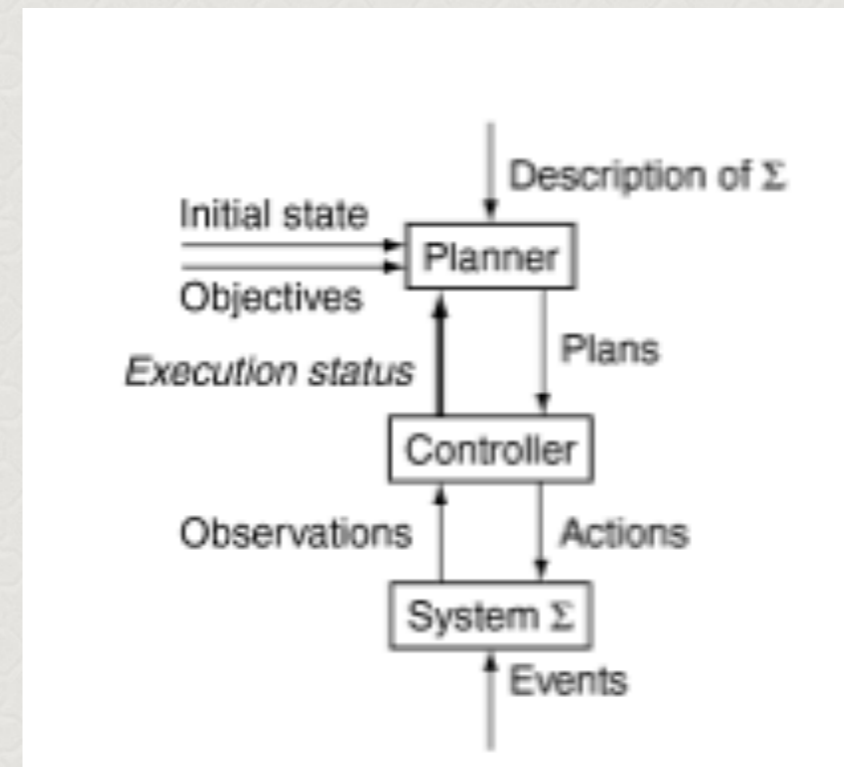 Description of Σ
Initial state
Planner
Objectives
Plans
Execution status
Controller
Observations
Actions
System Σ
Events